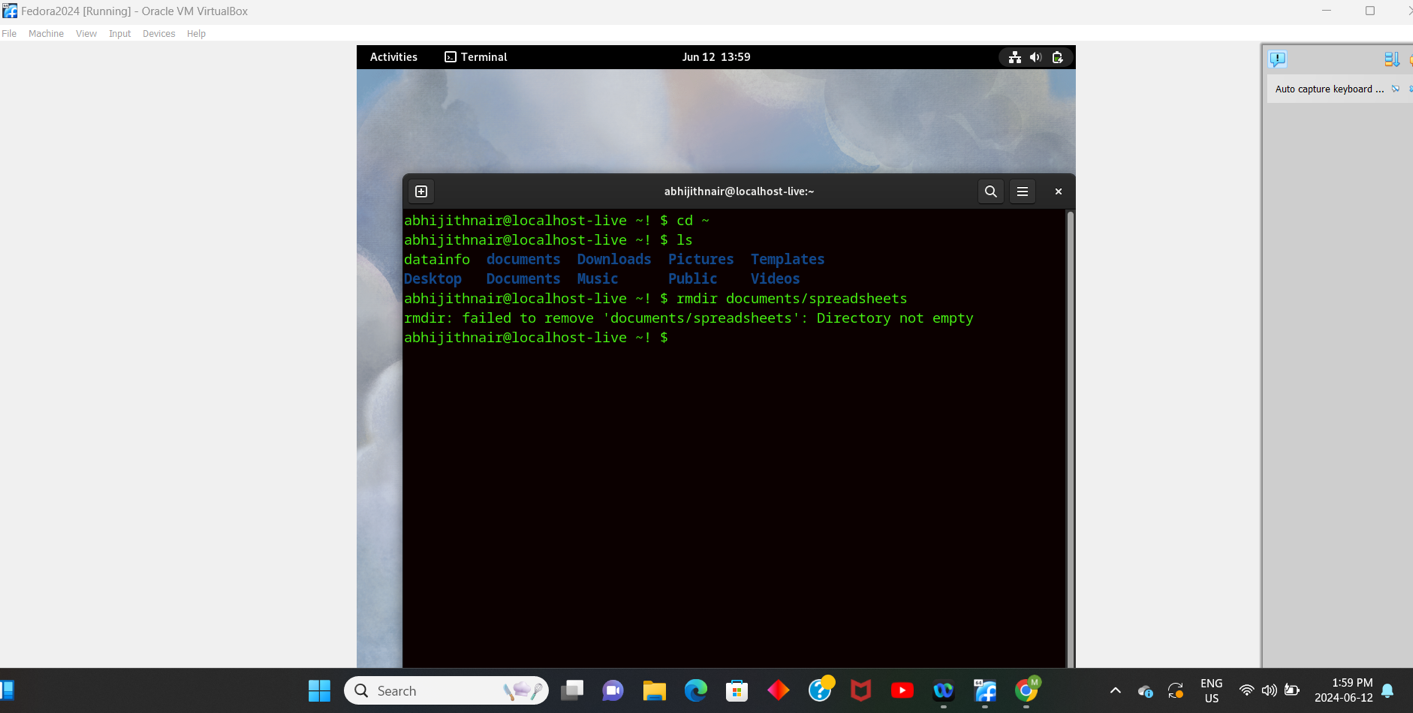 Fedora2024 [Running] - Oracle VM VirtualBox
File Machine View Input Devices Help
Activities Terminal Jun 12 13:59
Auto capture keyboard ...
abhijithnair@localhost-live:~
abhijithnair@localhost-live ~! $ cd ~
abhijithnair@localhost-live ~! $ ls
datainfo documents Downloads Pictures Templates
Desktop Documents Music Public Videos
abhijithnair@localhost-live ~! $ rmdir documents/spreadsheets
rmdir: failed to remove 'documents/spreadsheets': Directory not empty
abhijithnair@localhost-live ~! $
Search
M
ENG
US
1:59 PM
2024-06-12